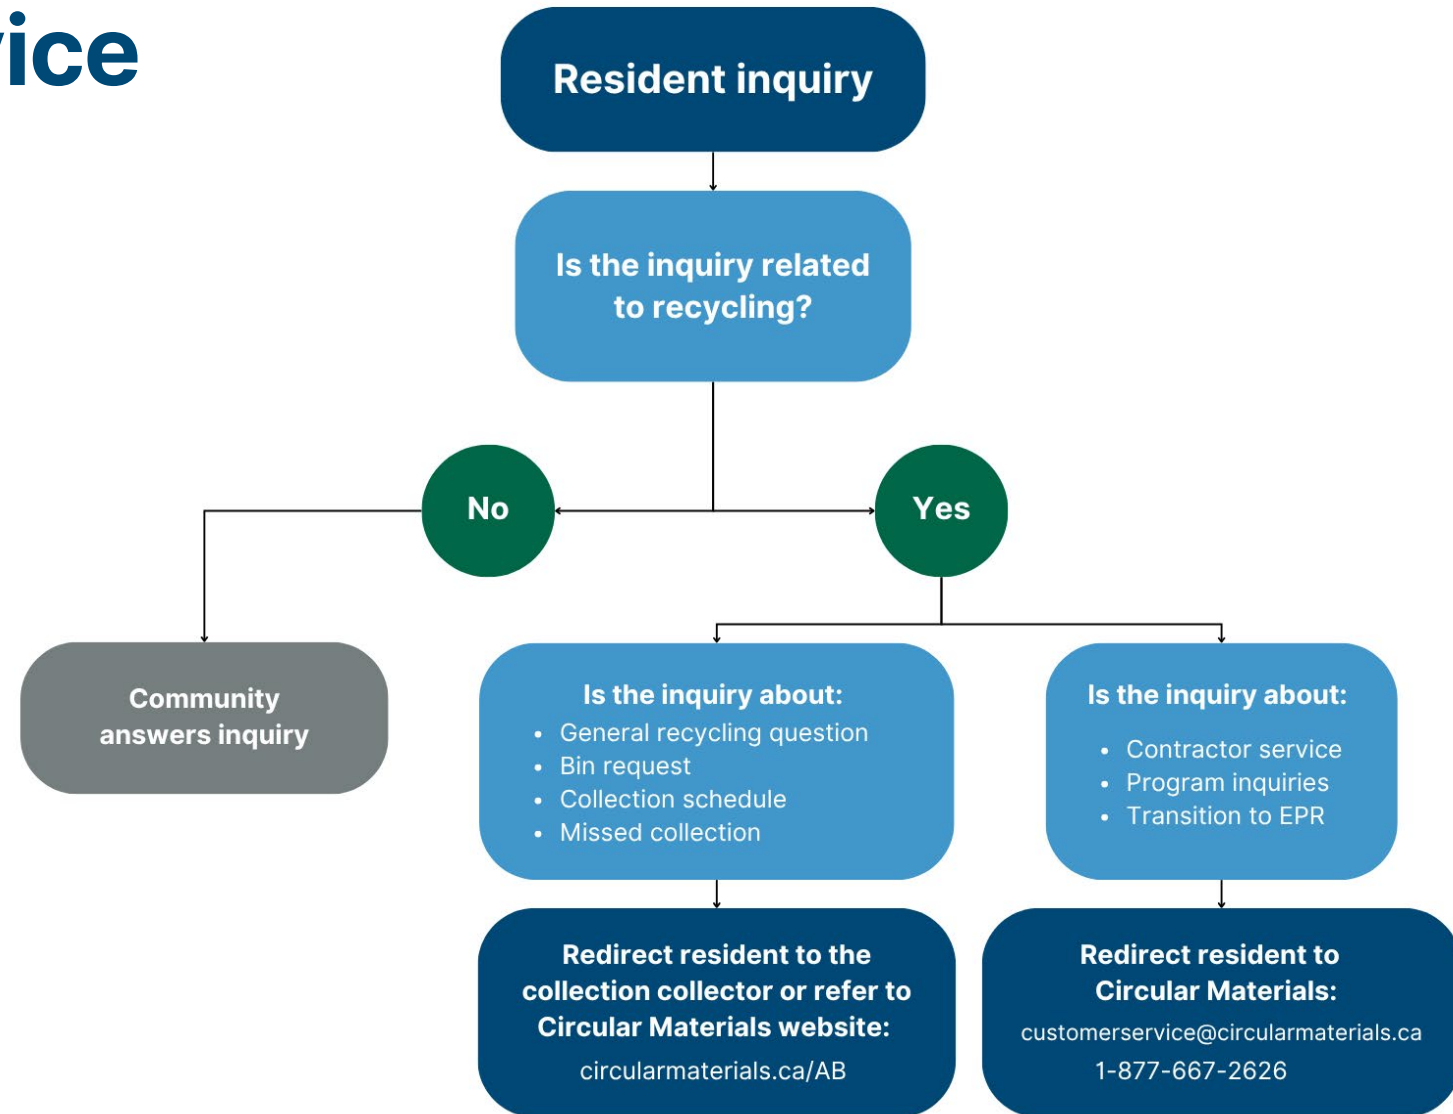 vice
Resident inquiry
Is the inquiry related
to recycling?
No
Yes
Community
answers inquiry
Is the inquiry about:
• General recycling question
• Bin request
• Collection schedule
• Missed collection
Is the inquiry about:
• Contractor service
• Program inquiries
• Transition to EPR
Redirect resident to the
collection collector or refer to
Circular Materials website:
circularmaterials.ca/AB
Redirect resident to
Circular Materials:
customerservice@circularmaterials.ca
1-877-667-2626